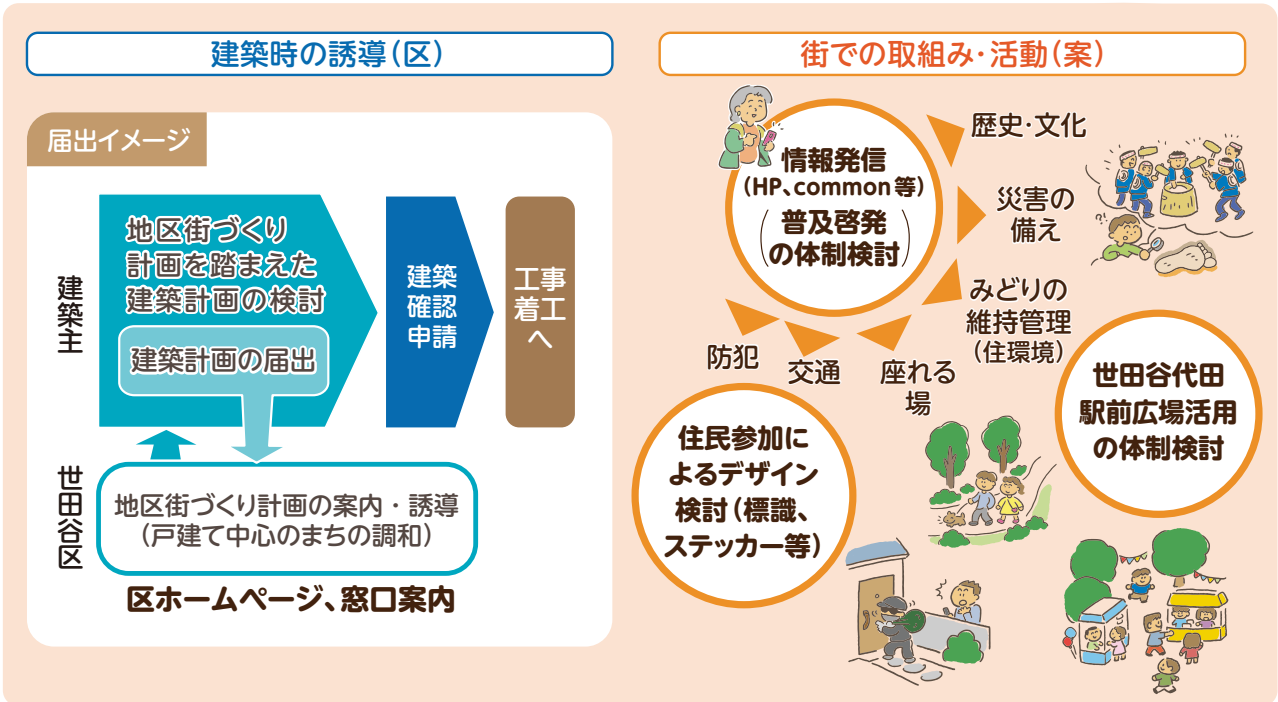 建築時の誘導（区）
届出イメージ
建築主
地区街づくり
計画を踏まえた
建築計画の検討
建築計画の届出
建築
確認
申請
工事
着工
へ
世田谷区
地区街づくり計画の案内・誘導
（戸建て中心のまちの調和）
区ホームページ、窓口案内
街での取組み・活動（案）
情報発信
（HP、common等）
（普及啓発
の体制検討）
歴史・文化
災害の
備え
?!
みどりの
維持管理
（住環境）
防犯
交通
座れる
場
住民参加に
よるデザイン
検討（標識、
ステッカー等）
世田谷代田
駅前広場活用
の体制検討